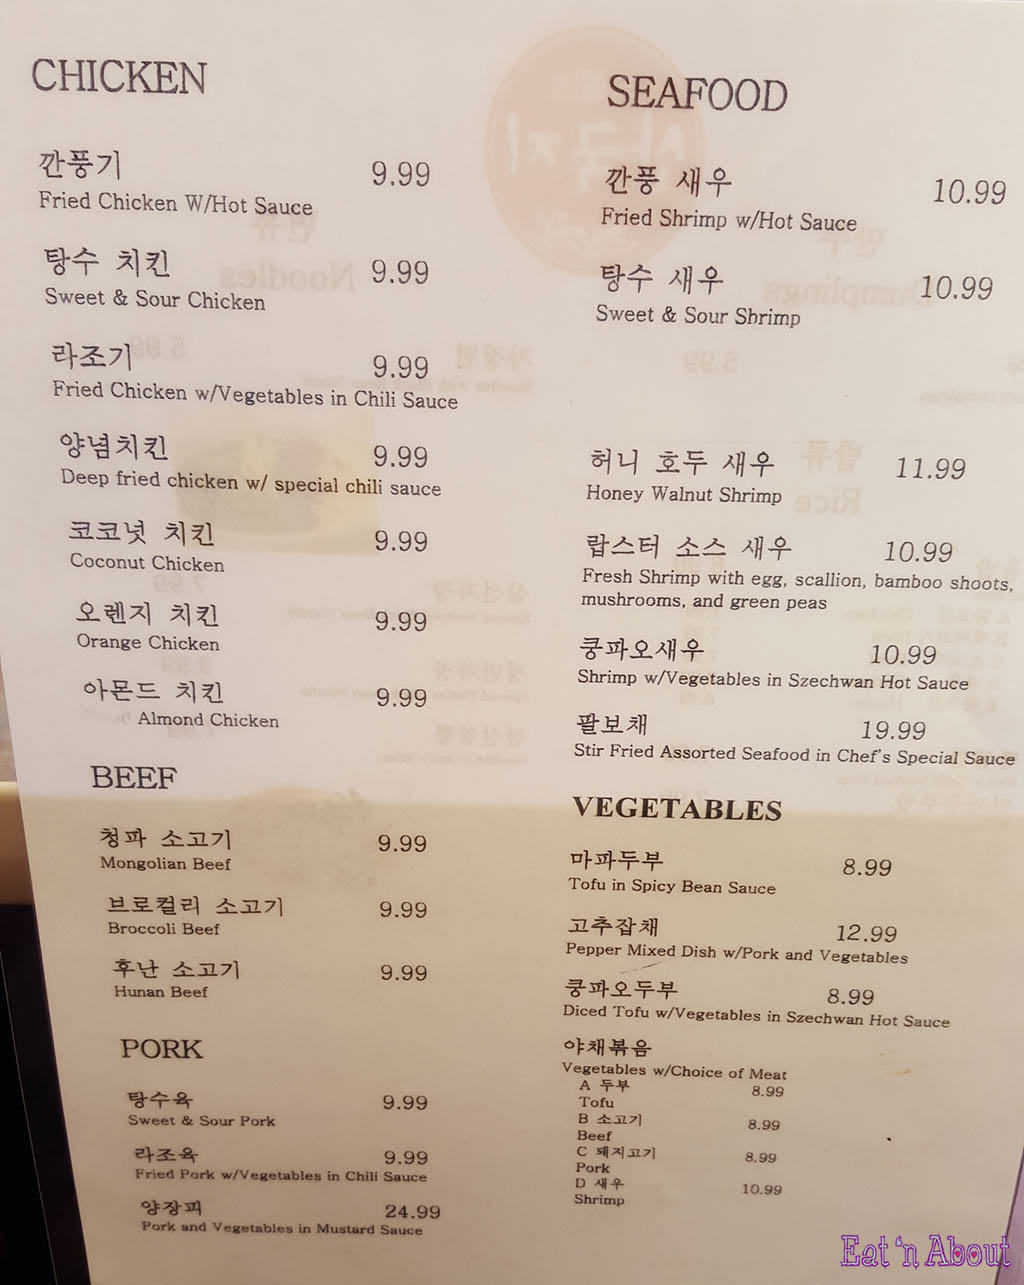 CHICKEN
깐풍기 9.99
Fried Chicken W/Hot Sauce
탕수 치킨 9.99
Sweet & Sour Chicken
라조기 9.99
Fried Chicken w/Vegetables in Chili Sauce
양념치킨 9.99
Deep fried chicken w/ special chili sauce
코코넛 치킨 9.99
Coconut Chicken
오렌지 치킨 9.99
Orange Chicken
아몬드 치킨 9.99
Almond Chicken
BEEF
청파 소고기 9.99
Mongolian Beef
브로컬리 소고기 9.99
Broccoli Beef
후난 소고기 9.99
Hunan Beef
PORK
탕수육 9.99
Sweet & Sour Pork
라조육 9.99
Fried Pork w/Vegetables in Chili Sauce
양장피 24.99
Pork and Vegetables in Mustard Sauce
SEAFOOD
깐풍 새우 10.99
Fried Shrimp w/Hot Sauce
탕수 새우 10.99
Sweet & Sour Shrimp
허니 호두 새우 11.99
Honey Walnut Shrimp
랍스터 소스 새우 10.99
Fresh Shrimp with egg, scallion, bamboo shoots,
mushrooms, and green peas
쿵파오새우 10.99
Shrimp w/Vegetables in Szechwan Hot Sauce
팔보채 19.99
Stir Fried Assorted Seafood in Chef's Special Sauce
VEGETABLES
마파두부 8.99
Tofu in Spicy Bean Sauce
고추잡채 12.99
Pepper Mixed Dish w/Pork and Vegetables
쿵파오두부 8.99
Diced Tofu w/Vegetables in Szechwan Hot Sauce
야채볶음
Vegetables w/Choice of Meat
A 두부 8.99
Tofu
B 소고기 8.99
Beef
C 돼지고기 8.99
Pork
D 새우 10.99
Shrimp
Eat 'n About